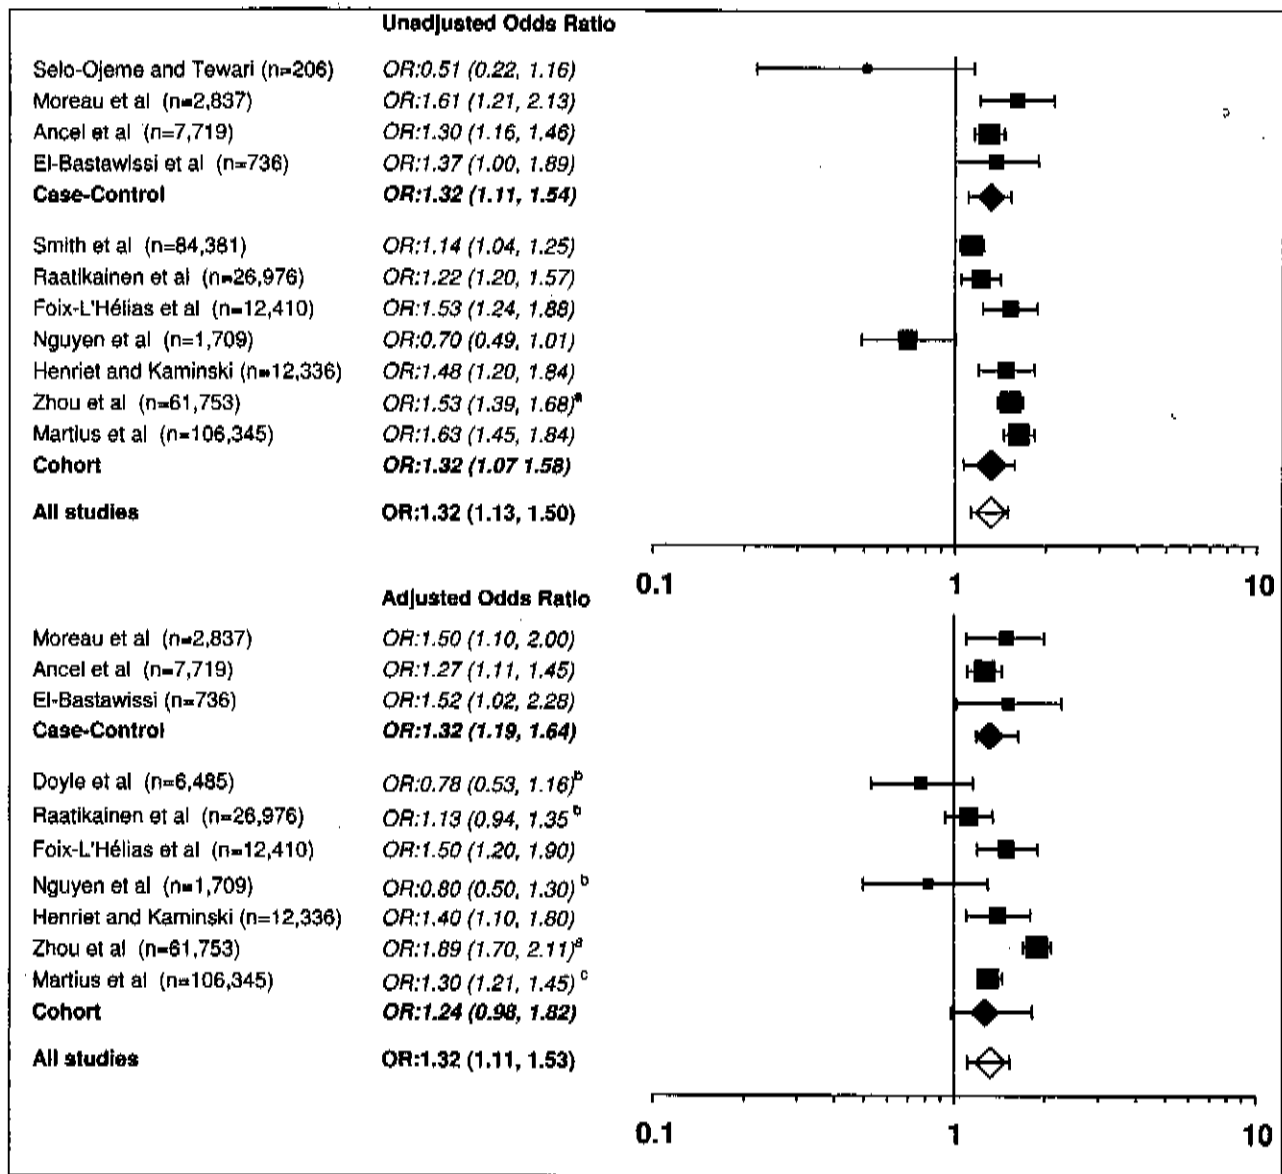 Unadjusted Odds Ratio
Selo-Ojeme and Tewari (n=206) OR:0.51 (0.22, 1.16)
Moreau et al (n=2,837) OR:1.61 (1.21, 2.13)
Ancel et al (n=7,719) OR:1.30 (1.16, 1.46)
El-Bastawissi et al (n=736) OR:1.37 (1.00, 1.89)
Case-Control OR:1.32 (1.11, 1.54)
Smith et al (n=84,381) OR:1.14 (1.04, 1.25)
Raatikainen et al (n=26,976) OR:1.22 (1.20, 1.57)
Foix-L'Hélias et al (n=12,410) OR:1.53 (1.24, 1.88)
Nguyen et al (n=1,709) OR:0.70 (0.49, 1.01)
Henriet and Kaminski (n=12,336) OR:1.48 (1.20, 1.84)
Zhou et al (n=61,753) OR:1.53 (1.39, 1.68)a
Martius et al (n=106,345) OR:1.63 (1.45, 1.84)
Cohort OR:1.32 (1.07 1.58)
All studies OR:1.32 (1.13, 1.50)
0.1 1 10
Adjusted Odds Ratio
Moreau et al (n=2,837) OR:1.50 (1.10, 2.00)
Ancel et al (n=7,719) OR:1.27 (1.11, 1.45)
El-Bastawissi (n=736) OR:1.52 (1.02, 2.28)
Case-Control OR:1.32 (1.19, 1.64)
Doyle et al (n=6,485) OR:0.78 (0.53, 1.16)b
Raatikainen et al (n=26,976) OR:1.13 (0.94, 1.35 b
Foix-L'Hélias et al (n=12,410) OR:1.50 (1.20, 1.90)
Nguyen et al (n=1,709) OR:0.80 (0.50, 1.30) b
Henriet and Kaminski (n=12,336) OR:1.40 (1.10, 1.80)
Zhou et al (n=61,753) OR:1.89 (1.70, 2.11)a
Martius et al (n=106,345) OR:1.30 (1.21, 1.45) c
Cohort OR:1.24 (0.98, 1.82)
All studies OR:1.32 (1.11, 1.53)
0.1 1 10